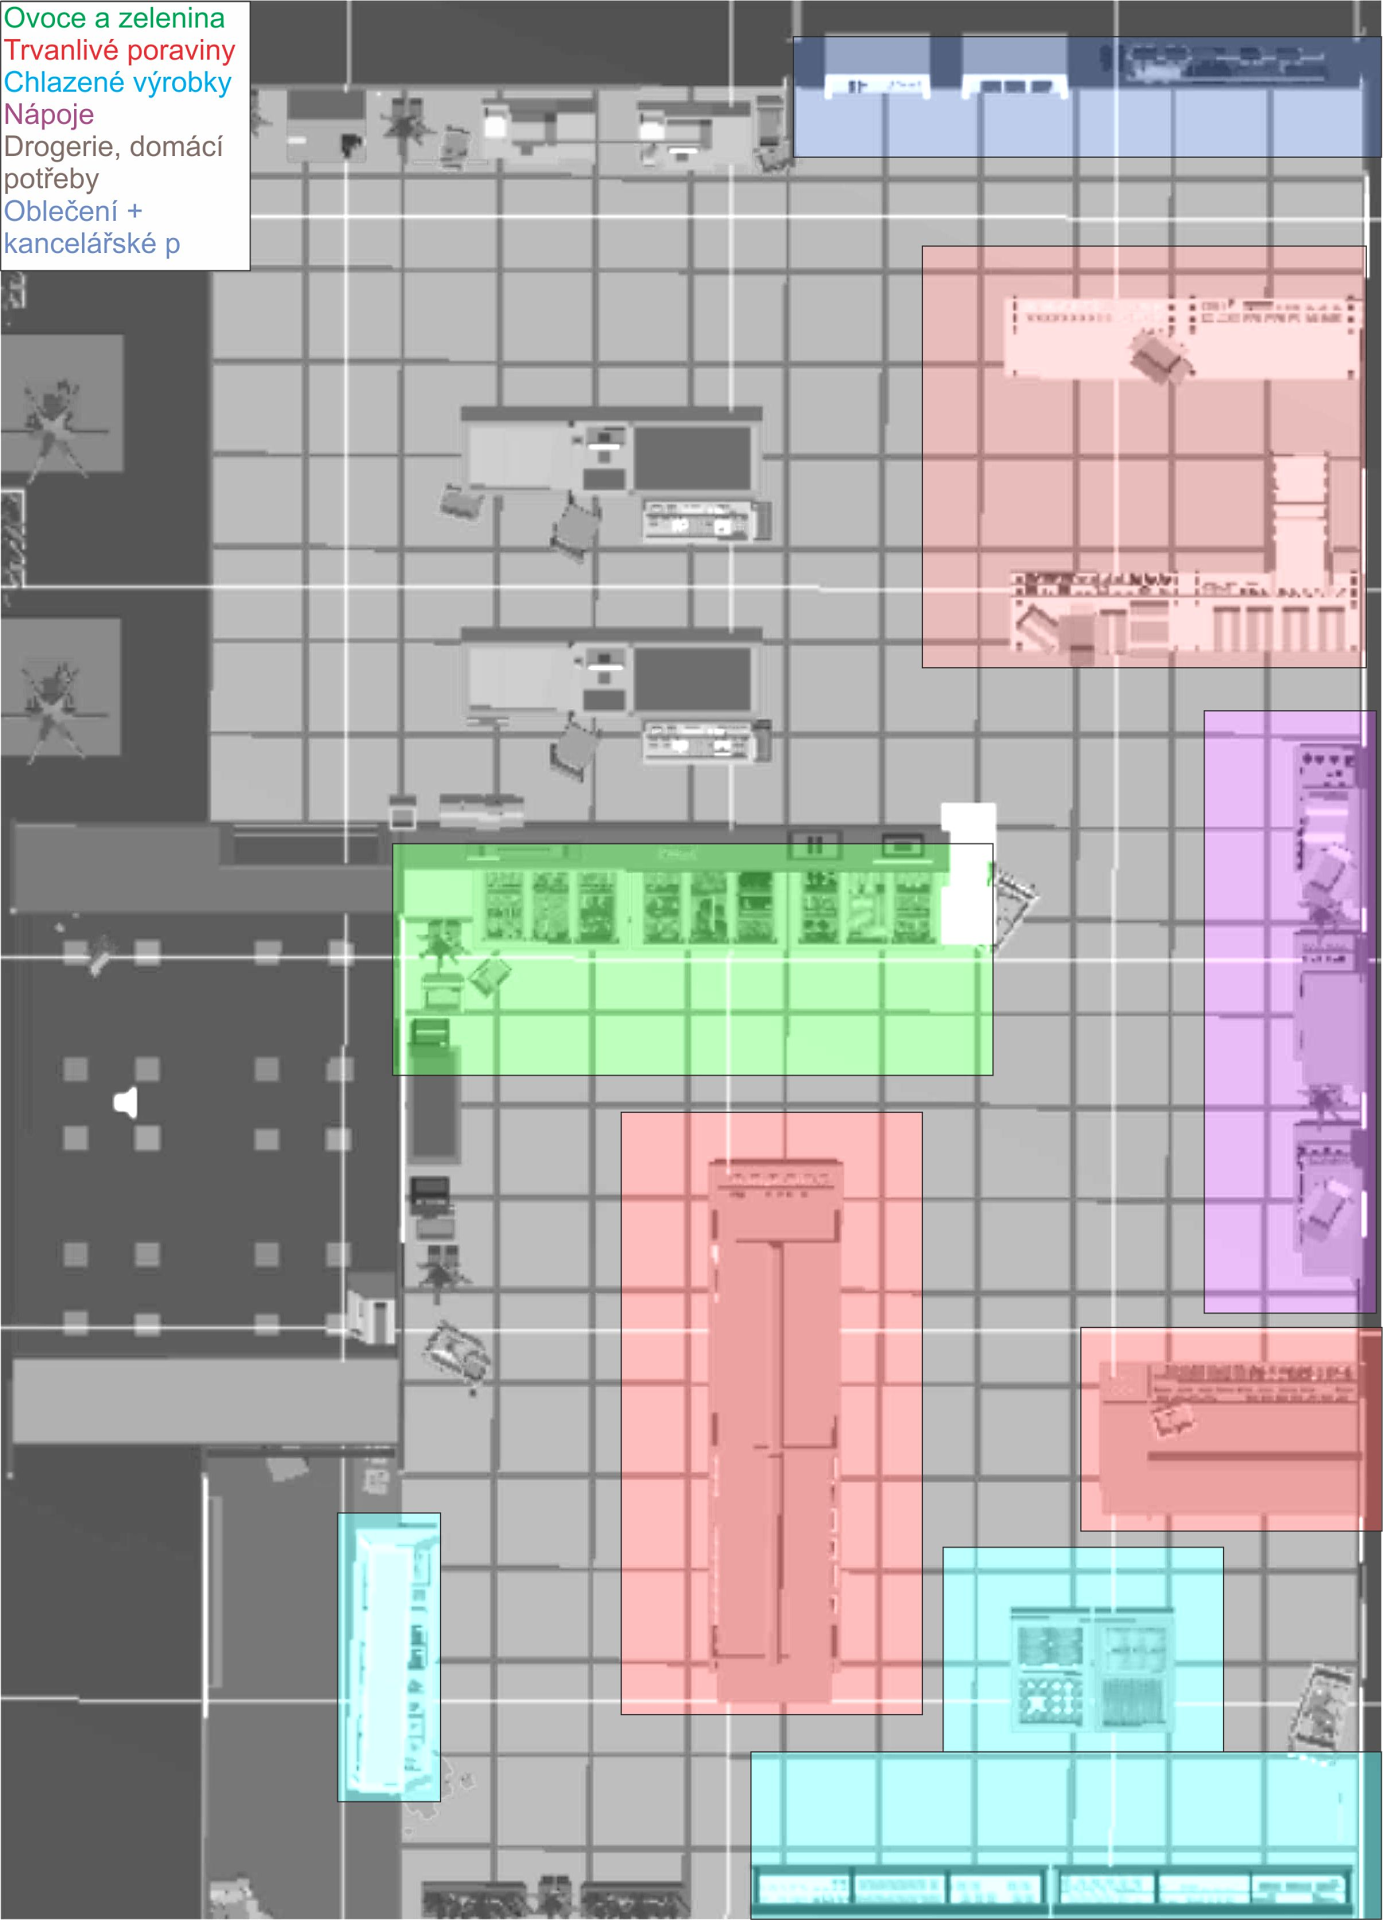 Ovoce a zelenina
Trvanlivé poraviny
Chlazené výrobky
Nápoje
Drogerie, domácí
potřeby
Oblečení +
kancelářské p